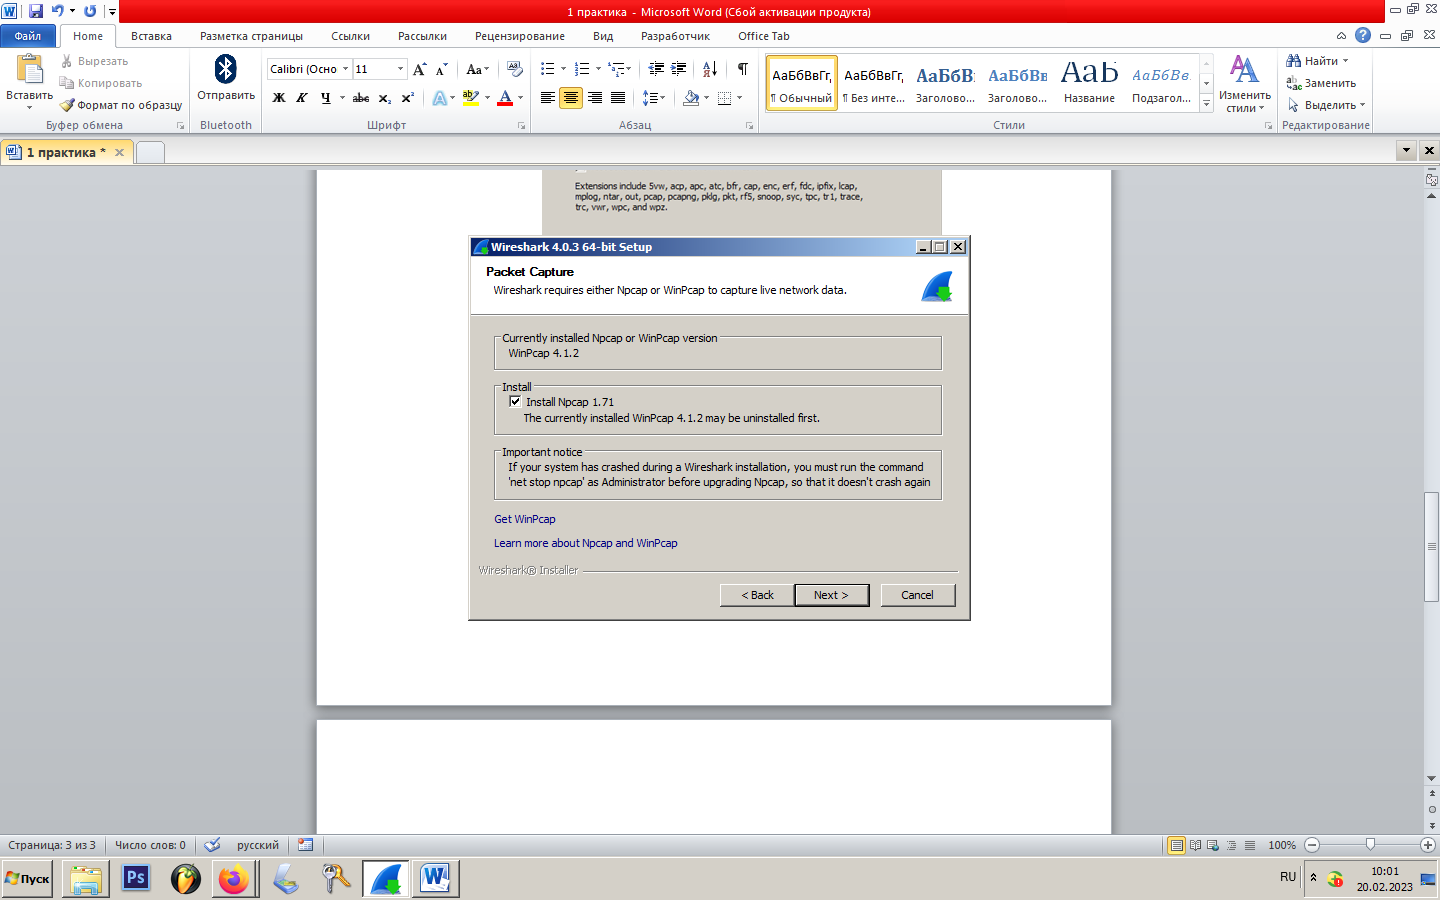 1 практика - Microsoft Word (Сбой активации продукта)
Файл Home Вставка Разметка страницы Ссылки Рассылки Рецензирование Вид Разработчик Office Tab
Вставить
Вырезать
Копировать
Формат по образцу
Буфер обмена
Отправить
Bluetooth
Calibri (Осно 11
Ж К Ч abc x₂ x²
Шрифт
Абзац
АаБбВвГг, АаБбВвГг, АаБбВ АаБбВв АаБ АаБбВв.
¶ Обычный ¶ Без инте... Заголово... Заголово... Название Подзагол...
Стили
Изменить
стили
Найти
Заменить
Выделить
Редактирование
1 практика *
Extensions include 5vw, acp, apc, atc, bfr, cap, enc, erf, fdc, ipfix, lcap,
mplog, ntar, out, pcap, pcapng, pklg, pkt, rf5, snoop, syc, tpc, tr1, trace,
trc, vwr, wpc, and wpz.
Wireshark 4.0.3 64-bit Setup
Packet Capture
Wireshark requires either Npcap or WinPcap to capture live network data.
Currently installed Npcap or WinPcap version
WinPcap 4.1.2
Install
Install Npcap 1.71
The currently installed WinPcap 4.1.2 may be uninstalled first.
Important notice
If your system has crashed during a Wireshark installation, you must run the command
'net stop npcap' as Administrator before upgrading Npcap, so that it doesn't crash again
Get WinPcap
Learn more about Npcap and WinPcap
Wireshark® Installer
< Back Next > Cancel
Страница: 3 из 3 Число слов: 0 русский 100%
Пуск Ps RU 10:01
20.02.2023